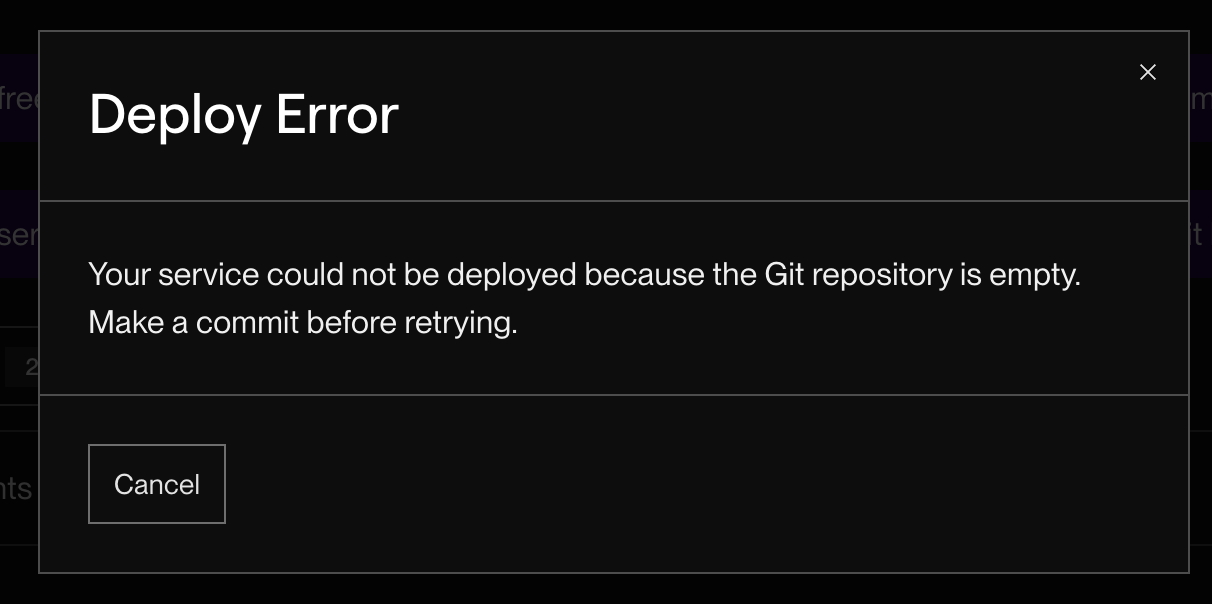 Deploy Error
Your service could not be deployed because the Git repository is empty.
Make a commit before retrying.
Cancel